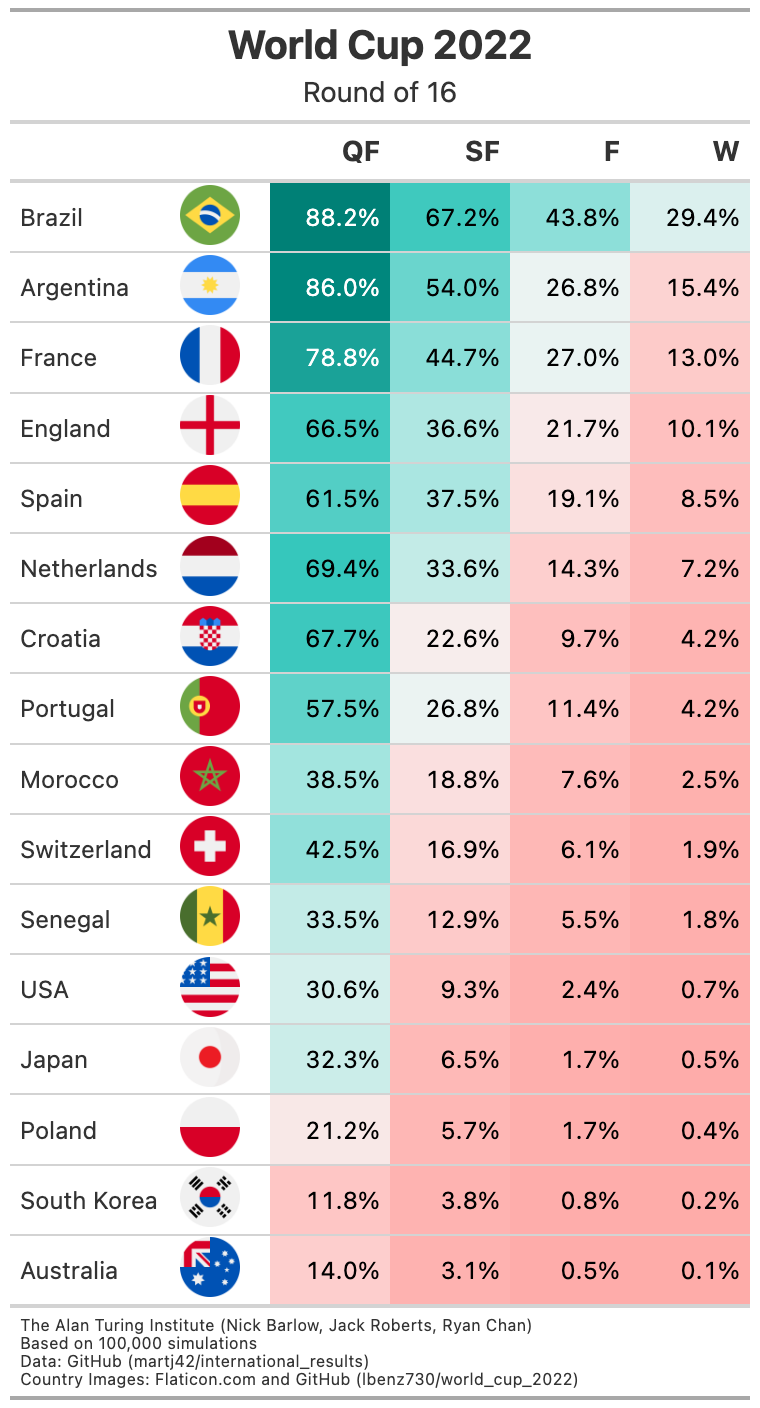 World Cup 2022
Round of 16
QF SF F W
Brazil 88.2% 67.2% 43.8% 29.4%
Argentina 86.0% 54.0% 26.8% 15.4%
France 78.8% 44.7% 27.0% 13.0%
England 66.5% 36.6% 21.7% 10.1%
Spain 61.5% 37.5% 19.1% 8.5%
Netherlands 69.4% 33.6% 14.3% 7.2%
Croatia 67.7% 22.6% 9.7% 4.2%
Portugal 57.5% 26.8% 11.4% 4.2%
Morocco 38.5% 18.8% 7.6% 2.5%
Switzerland 42.5% 16.9% 6.1% 1.9%
Senegal 33.5% 12.9% 5.5% 1.8%
USA 30.6% 9.3% 2.4% 0.7%
Japan 32.3% 6.5% 1.7% 0.5%
Poland 21.2% 5.7% 1.7% 0.4%
South Korea 11.8% 3.8% 0.8% 0.2%
Australia 14.0% 3.1% 0.5% 0.1%
The Alan Turing Institute (Nick Barlow, Jack Roberts, Ryan Chan)
Based on 100,000 simulations
Data: GitHub (martj42/international_results)
Country Images: Flaticon.com and GitHub (lbenz730/world_cup_2022)